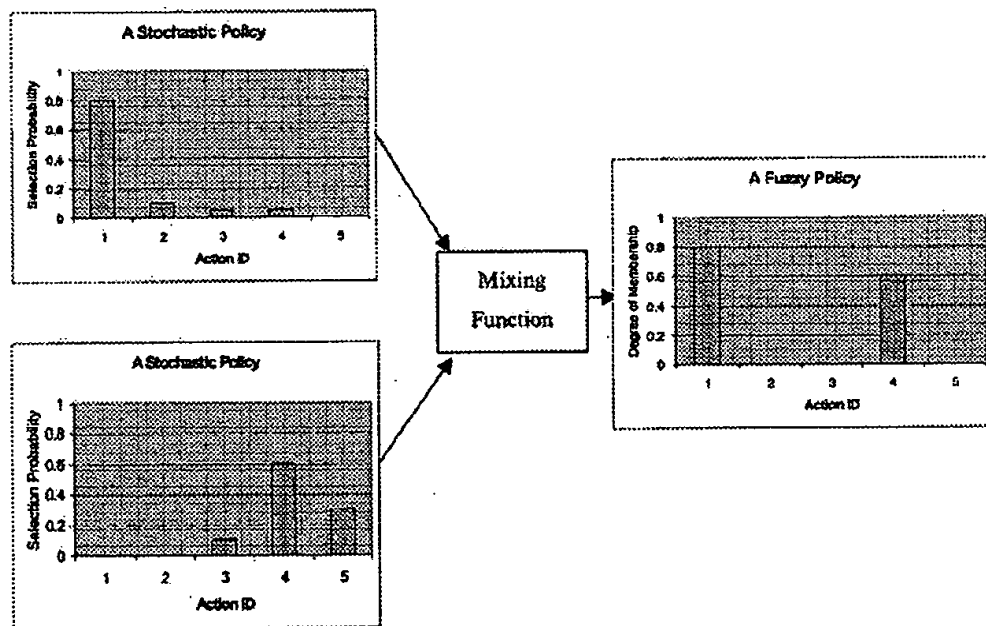 A Stochastic Policy
Selection Probability
1
0.8
0.6
0.4
0.2
0
1 2 3 4 5
Action ID
A Stochastic Policy
Selection Probability
1
0.8
0.6
0.4
0.2
0
1 2 3 4 5
Action ID
Mixing
Function
A Fuzzy Policy
Degree of Membership
1
0.8
0.6
0.4
0.2
0
1 2 3 4 5
Action ID